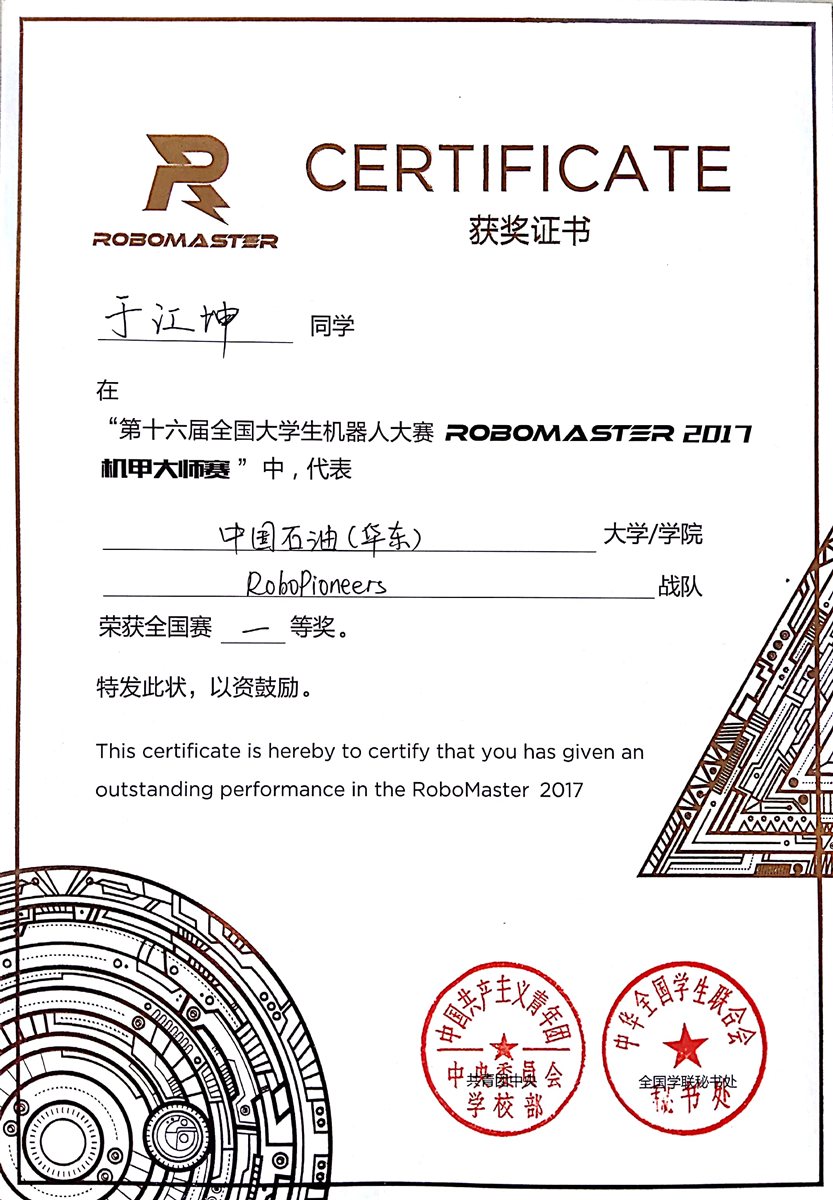 ROBOMASTER
CERTIFICATE
获奖证书
于江坤 同学
在
“第十六届全国大学生机器人大赛 ROBOMASTER 2017
机甲大师赛”中，代表
中国石油(华东) 大学/学院
RoboPioneers 战队
荣获全国赛 一 等奖。
特发此状，以资鼓励。
This certificate is hereby to certify that you has given an
outstanding performance in the RoboMaster 2017
中国共产主义青年团
中央委员会
学校部
共青团中央
中华全国学生联合会
秘书处
全国学联秘书处